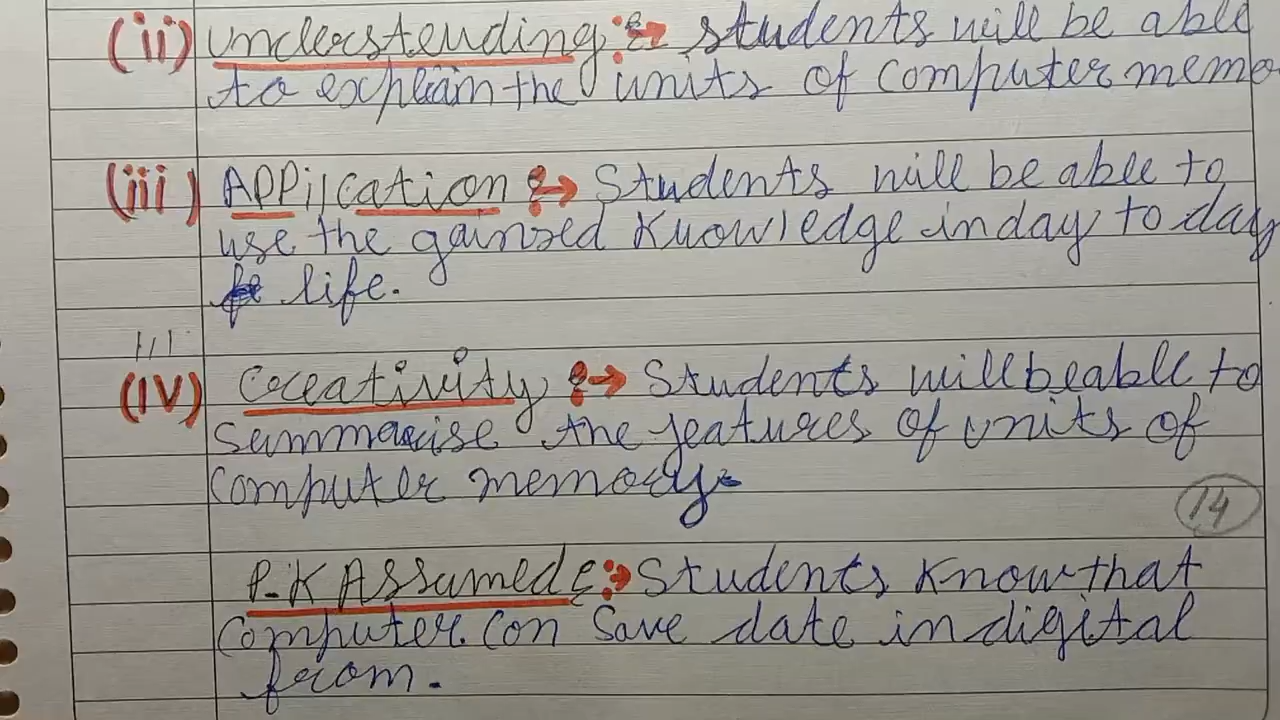 (ii) Understending :→ students will be able
to explain the units of computer memo
(iii) Application :→ Students will be able to
use the gained Knowledge in day to day
life.
(iv) Creativity :→ Students will be able to
summarise the features of units of
computer memory.
14
P.K Assumed :→ Students Know that
Computer. Con Save date in digital
from.